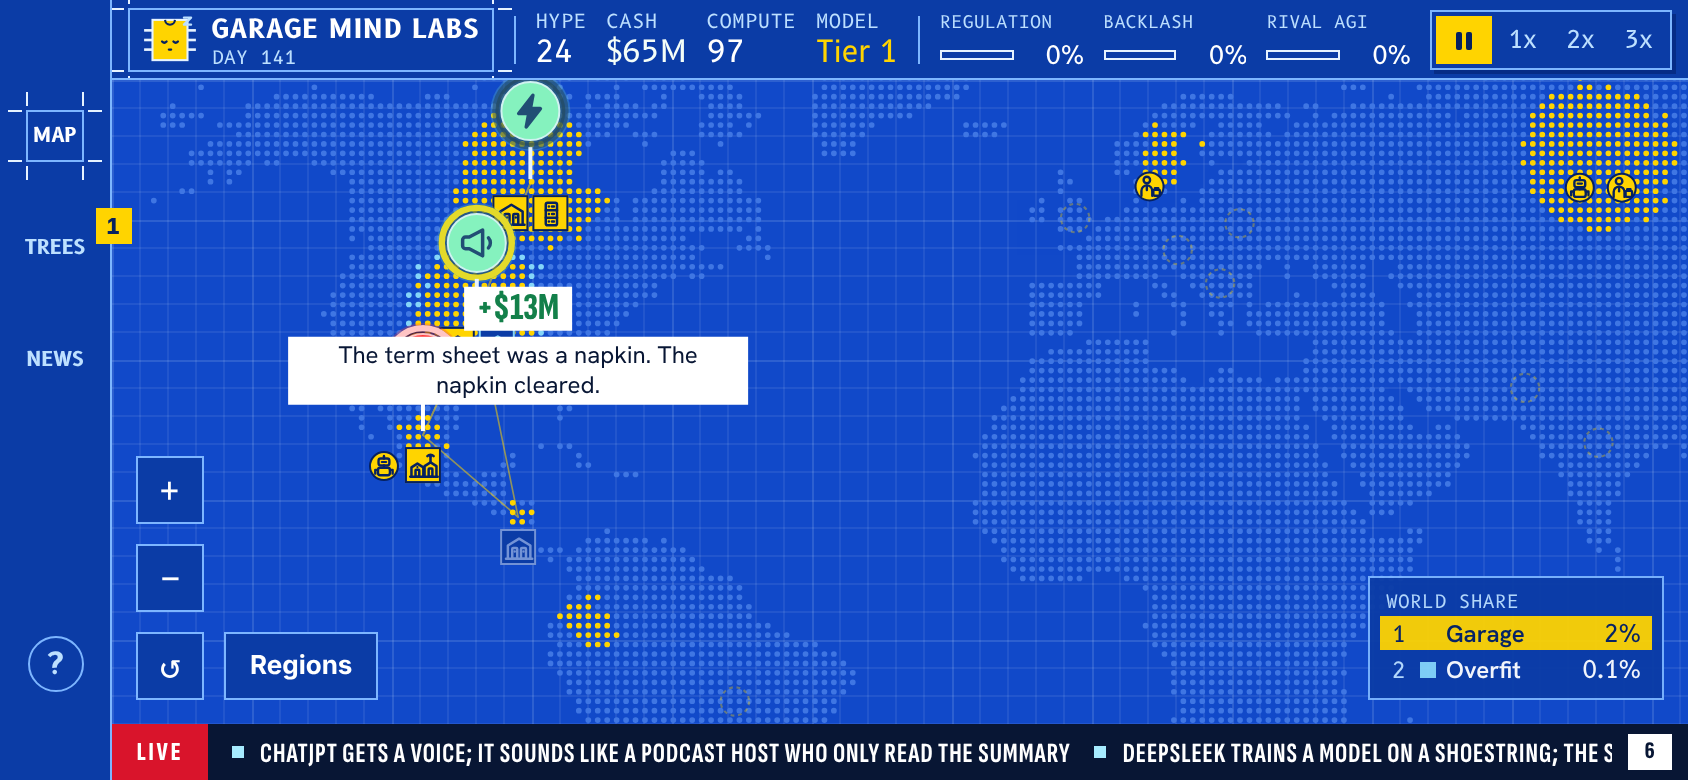 GARAGE MIND LABS
DAY 141
HYPE
24
CASH
$65M
COMPUTE
97
MODEL
Tier 1
REGULATION
0%
BACKLASH
0%
RIVAL AGI
0%
1x
2x
3x
MAP
1
TREES
NEWS
+$13M
The term sheet was a napkin. The
napkin cleared.
+
−
?
Regions
WORLD SHARE
1 Garage 2%
2 Overfit 0.1%
LIVE
CHATJPT GETS A VOICE; IT SOUNDS LIKE A PODCAST HOST WHO ONLY READ THE SUMMARY
DEEPSLEEK TRAINS A MODEL ON A SHOESTRING; THE S
6